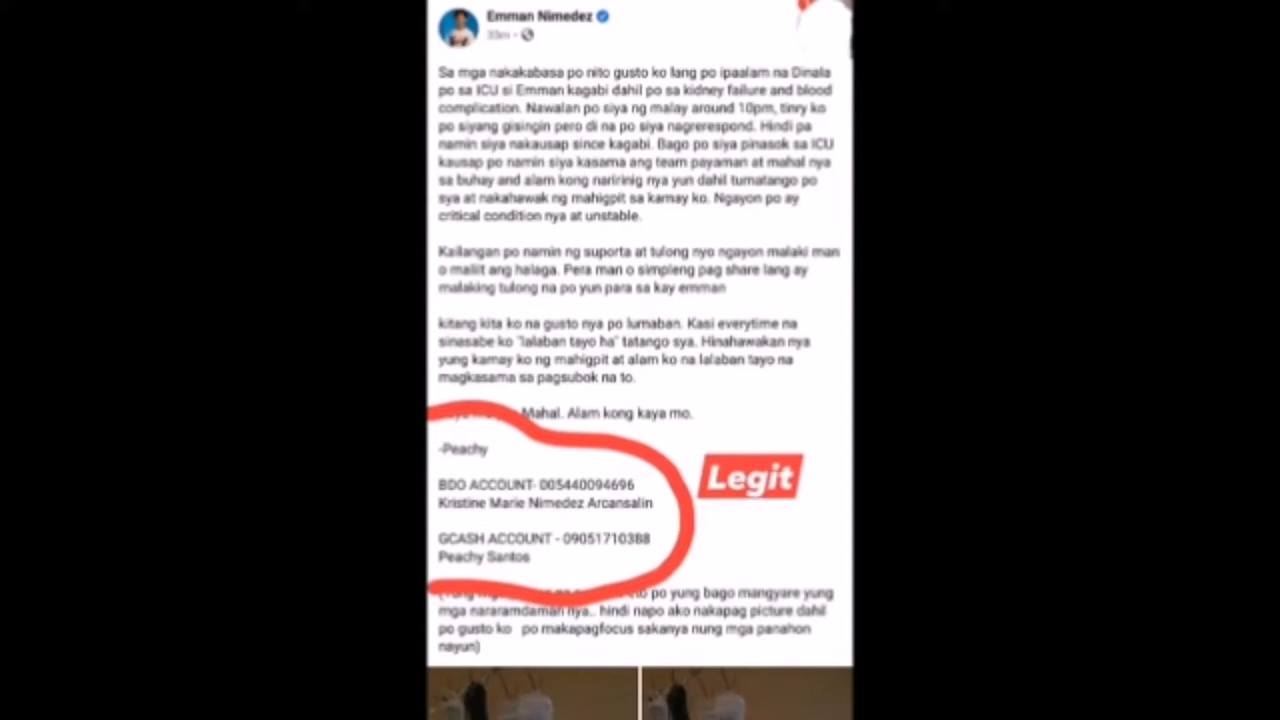 Emman Nimedez
33m
Sa mga nakakabasa po nito gusto ko lang po ipaalam na Dinala
po sa ICU si Emman kagabi dahil po sa kidney failure and blood
complication. Nawalan po siya ng malay around 10pm, tinry ko
po siyang gisingin pero di na po siya nagrerespond. Hindi pa
namin siya nakausap since kagabi. Bago po siya pinasok sa ICU
kausap po namin siya kasama ang team payaman at mahal nya
sa buhay and alam kong naririnig nya yun dahil tumatango po
sya at nakahawak ng mahigpit sa kamay ko. Ngayon po ay
critical condition nya at unstable.
Kailangan po namin ng suporta at tulong nyo ngayon malaki man
o maliit ang halaga. Pera man o simpleng pag share lang ay
malaking tulong na po yun para sa kay emman
kitang kita ko na gusto nya po lumaban. Kasi everytime na
sinasabe ko "lalaban tayo ha" tatango sya. Hinahawakan nya
yung kamay ko ng mahigpit at alam ko na lalaban tayo na
magkasama sa pagsubok na to.
Mahal. Alam kong kaya mo.
-Peachy
BDO ACCOUNT- 005440094696
Kristine Marie Nimedez Arcansalin
Legit
GCASH ACCOUNT - 09051710388
Peachy Santos
po yung bago mangyare yung
mga nararamdaman nya.. hindi napo ako nakapag picture dahil
po gusto ko po makapagfocus sakanya nung mga panahon
nayun)